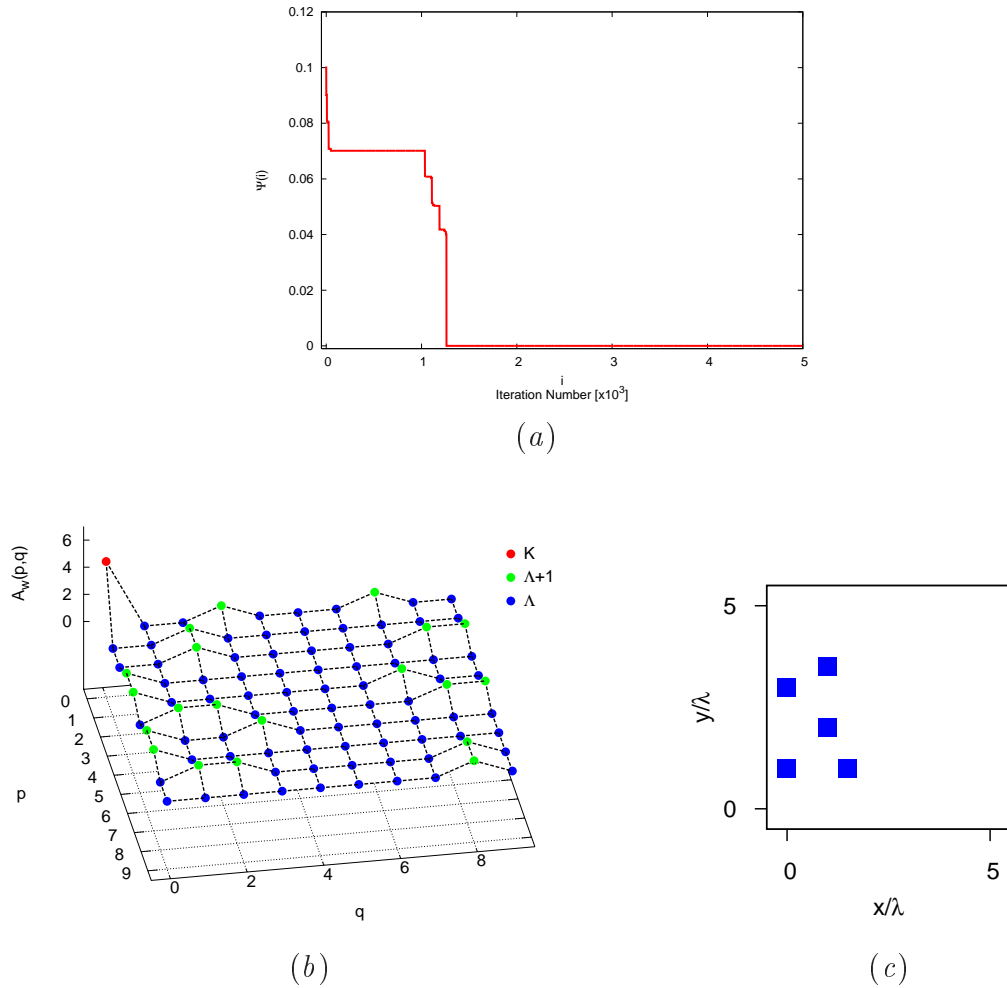 0.12
0.1
0.08
0.06
0.04
0.02
0
Ψ(i)
0 1 2 3 4 5
i
Iteration Number [x10³]
(a)
6
4
2
0
A_w(p,q)
K
Λ+1
Λ
0
1
2
3
4
5
6
7
8
9
p
0 2 4 6 8
q
(b)
5
0
y/λ
0 5
x/λ
(c)